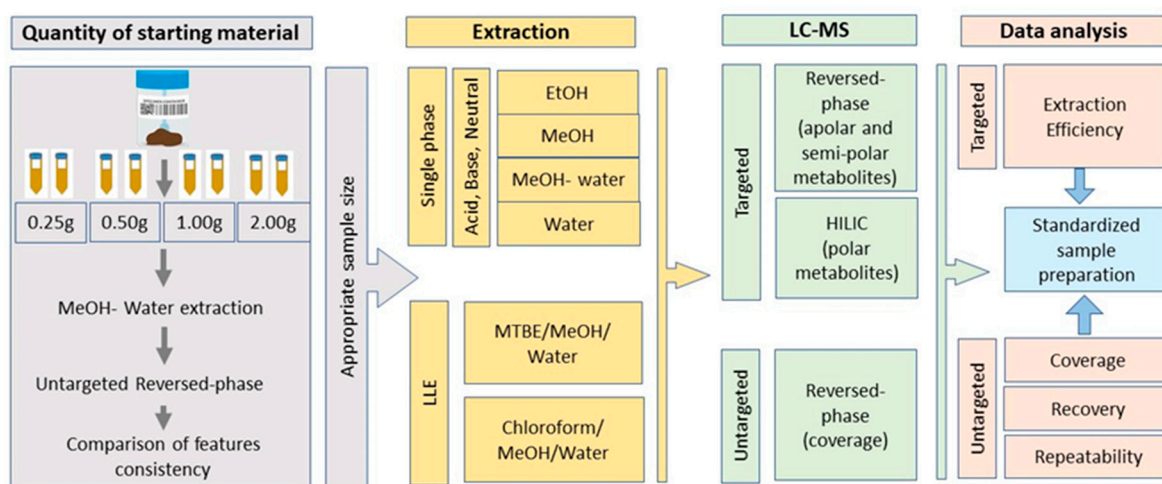 Quantity of starting material
0.25g
0.50g
1.00g
2.00g
MeOH- Water extraction
Untargeted Reversed-phase
Comparison of features
consistency
Appropriate sample size
Extraction
Single phase
Acid, Base, Neutral
EtOH
MeOH
MeOH- water
Water
LLE
MTBE/MeOH/
Water
Chloroform/
MeOH/Water
LC-MS
Targeted
Reversed-
phase
(apolar and
semi-polar
metabolites)
HILIC
(polar
metabolites)
Untargeted
Reversed-
phase
(coverage)
Data analysis
Targeted
Extraction
Efficiency
Standardized
sample
preparation
Untargeted
Coverage
Recovery
Repeatability